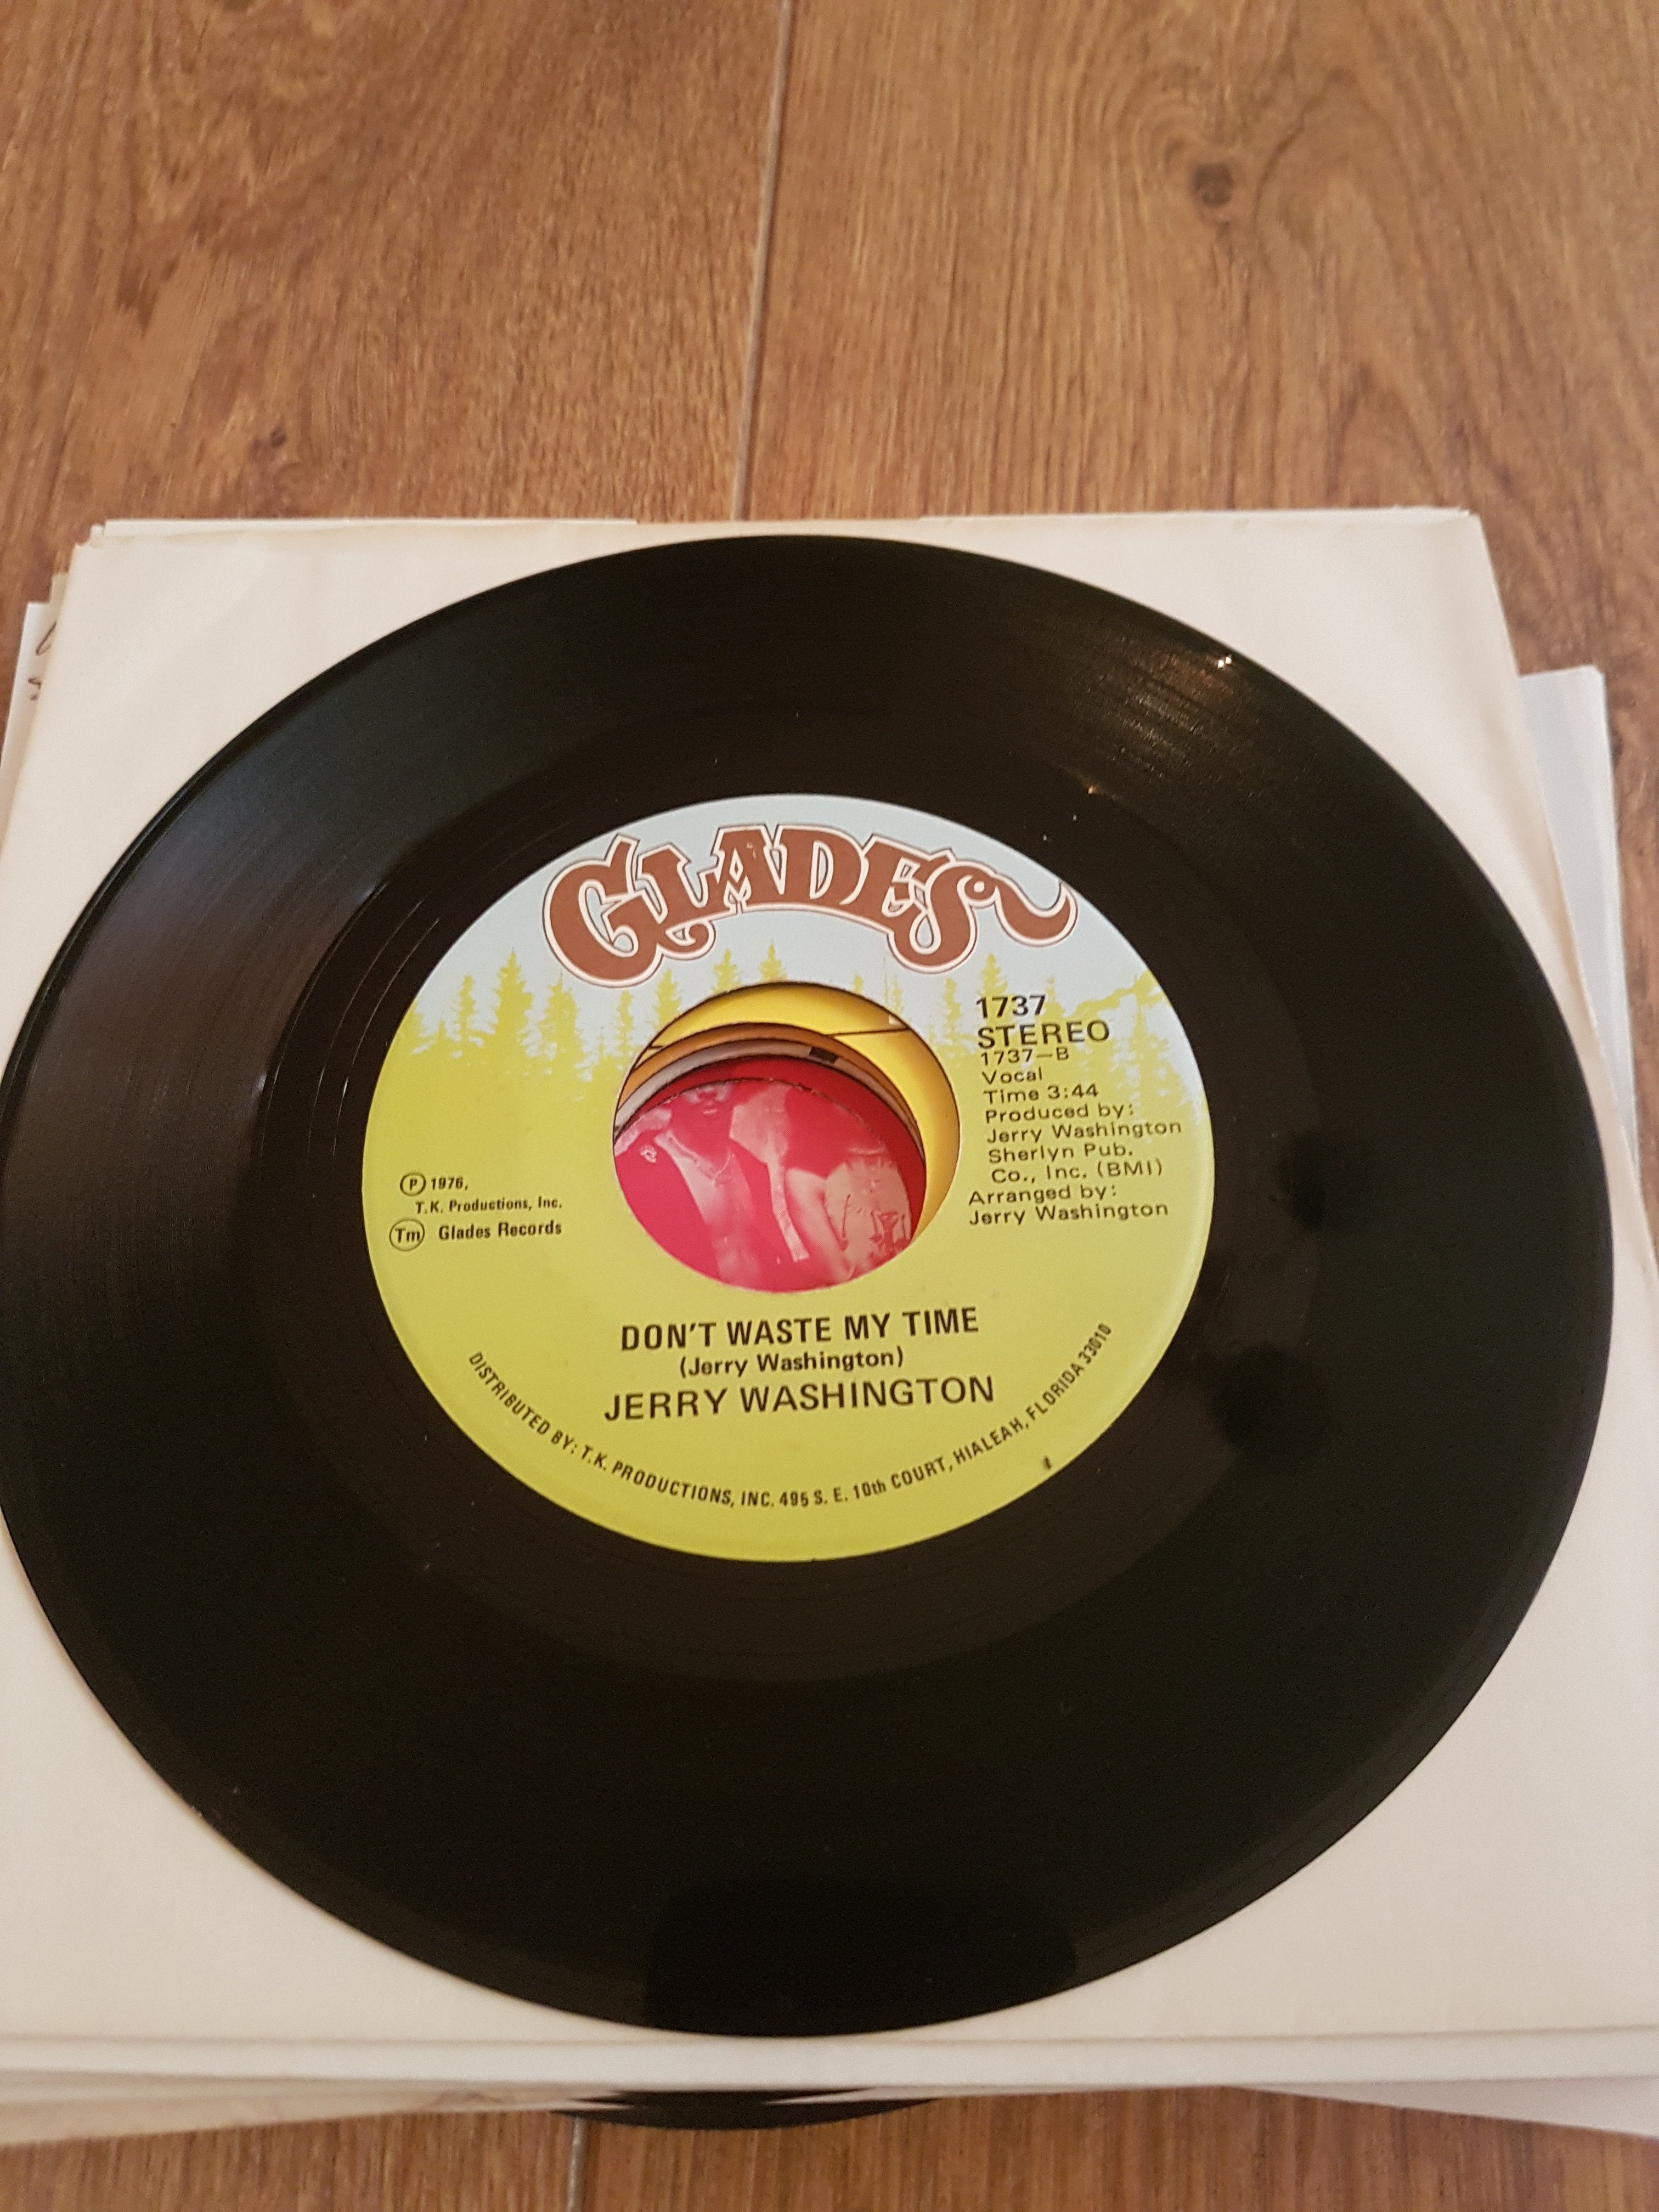 GLADES
1737
STEREO
1737—B
Vocal
Time 3:44
Produced by:
Jerry Washington
Sherlyn Pub.
Co., Inc. (BMI)
Arranged by:
Jerry Washington
Ⓟ 1976,
T.K. Productions, Inc.
Tm Glades Records
DON'T WASTE MY TIME
(Jerry Washington)
JERRY WASHINGTON
DISTRIBUTED BY: T.K. PRODUCTIONS, INC. 495 S. E. 10th COURT, HIALEAH, FLORIDA 33010